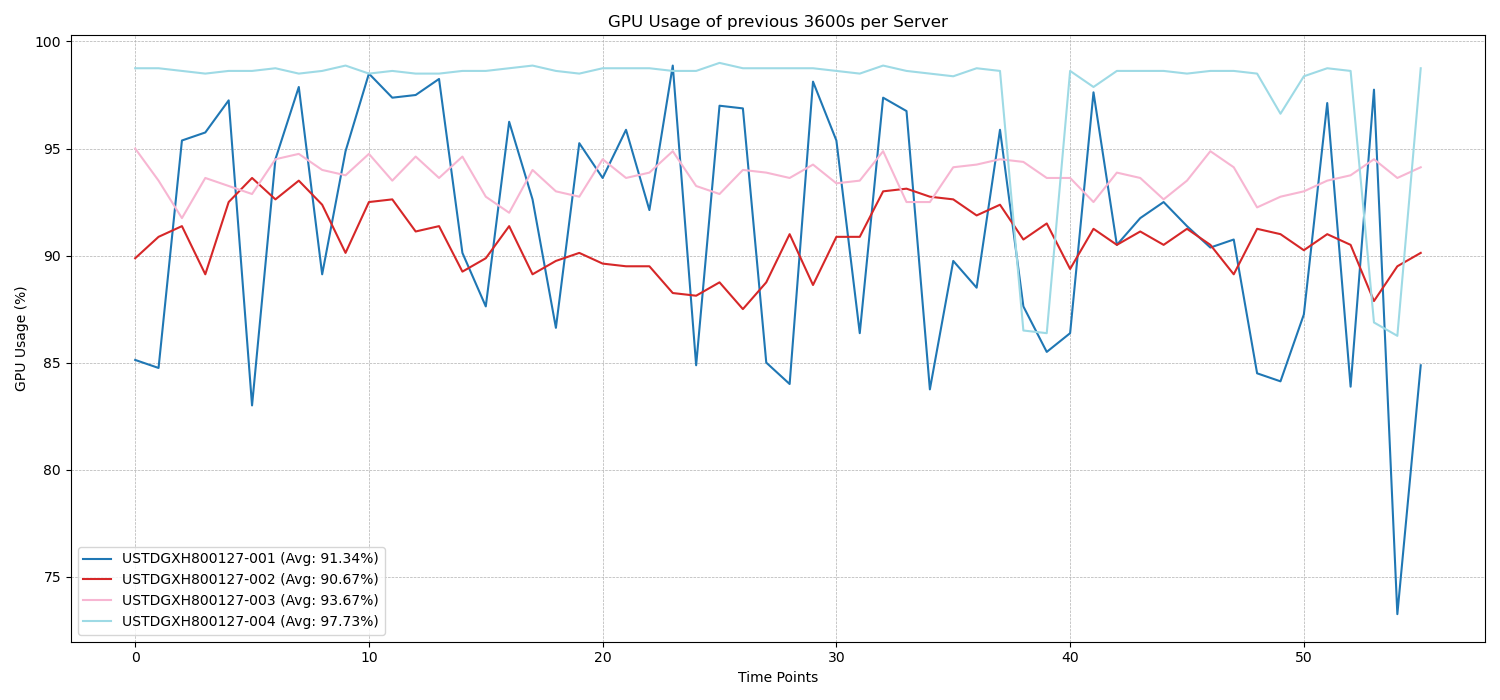 GPU Usage of previous 3600s per Server
100
95
90
85
80
75
GPU Usage (%)
USTDGXH800127-001 (Avg: 91.34%)
USTDGXH800127-002 (Avg: 90.67%)
USTDGXH800127-003 (Avg: 93.67%)
USTDGXH800127-004 (Avg: 97.73%)
0 10 20 30 40 50
Time Points